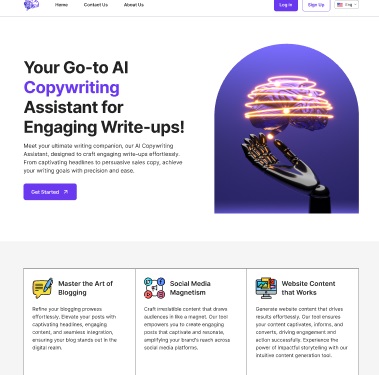 Home
Contact Us
About Us
Log In
Sign Up
Eng
Your Go-to AI
Copywriting
Assistant for
Engaging Write-ups!
Meet your ultimate writing companion, our AI Copywriting
Assistant, designed to craft engaging write-ups effortlessly.
From captivating headlines to persuasive sales copy, achieve
your writing goals with precision and ease.
Get Started
Master the Art of
Blogging
Refine your blogging prowess
effortlessly. Elevate your posts with
captivating headlines, engaging
content, and seamless integration,
ensuring your blog stands out in the
digital realm.
Social Media
Magnetism
Craft irresistible content that draws
audiences in like a magnet. Our tool
empowers you to create engaging
posts that captivate and resonate,
amplifying your brand's reach across
social media platforms.
Website Content
that Works
Generate website content that drives
results effortlessly. Our tool ensures
your content captivates, informs, and
converts, driving engagement and
action successfully. Experience the
power of impactful storytelling with our
intuitive content generation tool.